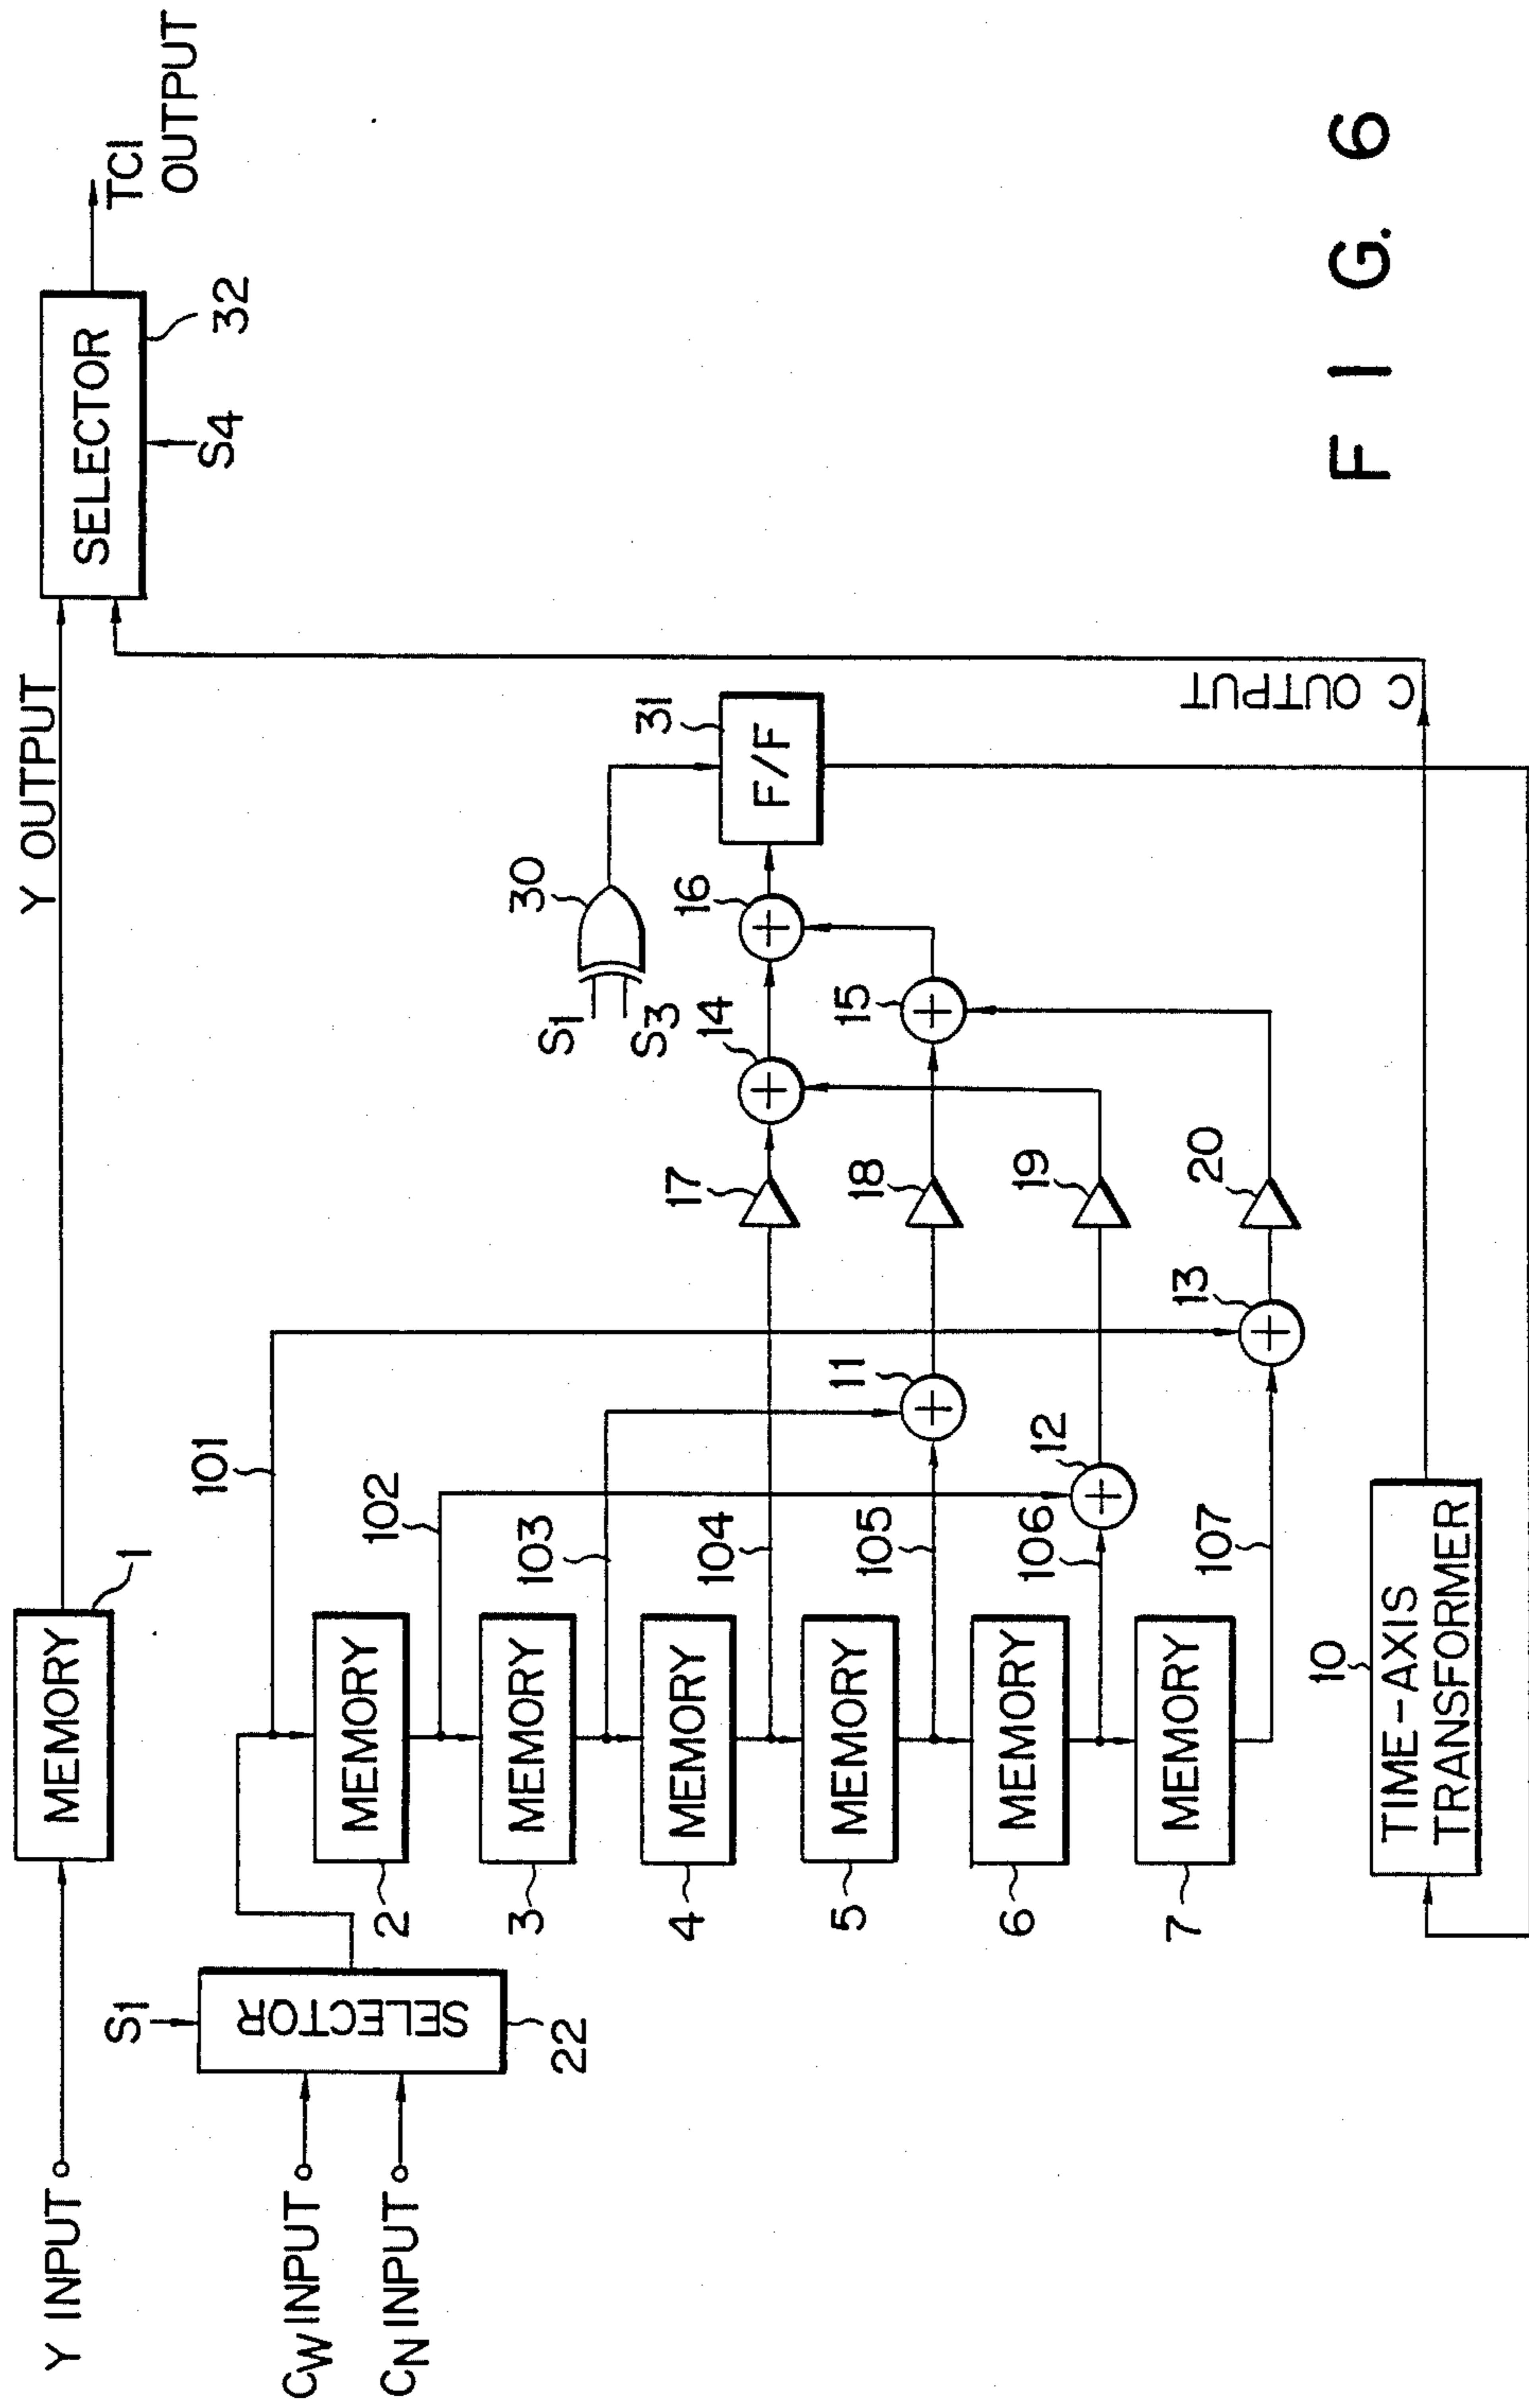 Y INPUT
MEMORY
1
Y OUTPUT
SELECTOR
32
S4
TCI
OUTPUT
S1
SELECTOR
22
CW INPUT
CN INPUT
101
MEMORY
2
102
MEMORY
3
103
MEMORY
4
104
MEMORY
5
105
MEMORY
6
106
MEMORY
7
107
11
12
13
17
18
19
20
14
15
16
S1
S3
30
F/F
31
10
TIME-AXIS
TRANSFORMER
C OUTPUT
FIG. 6